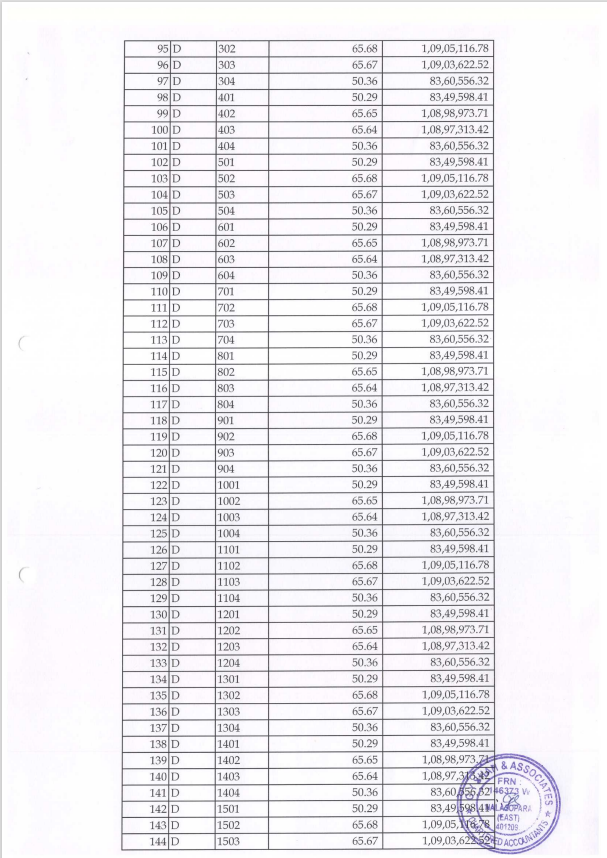 95 D 302 65.68 1,09,05,116.78
96 D 303 65.67 1,09,03,622.52
97 D 304 50.36 83,60,556.32
98 D 401 50.29 83,49,598.41
99 D 402 65.65 1,08,98,973.71
100 D 403 65.64 1,08,97,313.42
101 D 404 50.36 83,60,556.32
102 D 501 50.29 83,49,598.41
103 D 502 65.68 1,09,05,116.78
104 D 503 65.67 1,09,03,622.52
105 D 504 50.36 83,60,556.32
106 D 601 50.29 83,49,598.41
107 D 602 65.65 1,08,98,973.71
108 D 603 65.64 1,08,97,313.42
109 D 604 50.36 83,60,556.32
110 D 701 50.29 83,49,598.41
111 D 702 65.68 1,09,05,116.78
112 D 703 65.67 1,09,03,622.52
113 D 704 50.36 83,60,556.32
114 D 801 50.29 83,49,598.41
115 D 802 65.65 1,08,98,973.71
116 D 803 65.64 1,08,97,313.42
117 D 804 50.36 83,60,556.32
118 D 901 50.29 83,49,598.41
119 D 902 65.68 1,09,05,116.78
120 D 903 65.67 1,09,03,622.52
121 D 904 50.36 83,60,556.32
122 D 1001 50.29 83,49,598.41
123 D 1002 65.65 1,08,98,973.71
124 D 1003 65.64 1,08,97,313.42
125 D 1004 50.36 83,60,556.32
126 D 1101 50.29 83,49,598.41
127 D 1102 65.68 1,09,05,116.78
128 D 1103 65.67 1,09,03,622.52
129 D 1104 50.36 83,60,556.32
130 D 1201 50.29 83,49,598.41
131 D 1202 65.65 1,08,98,973.71
132 D 1203 65.64 1,08,97,313.42
133 D 1204 50.36 83,60,556.32
134 D 1301 50.29 83,49,598.41
135 D 1302 65.68 1,09,05,116.78
136 D 1303 65.67 1,09,03,622.52
137 D 1304 50.36 83,60,556.32
138 D 1401 50.29 83,49,598.41
139 D 1402 65.65 1,08,98,973.71
140 D 1403 65.64 1,08,97,313.42
141 D 1404 50.36 83,60,556.32
142 D 1501 50.29 83,49,598.41
143 D 1502 65.68 1,09,05,116.78
144 D 1503 65.67 1,09,03,622.52
& ASSOCIATES
FRN
146373 W
NALASOPARA
(EAST)
401209
CHARTERED ACCOUNTANTS